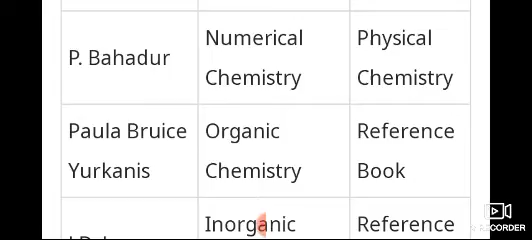 Numerical Physical
P. Bahadur
Chemistry Chemistry
Paula Bruice Organic Reference
Yurkanis Chemistry Book
Inorganic Reference
RECORDER